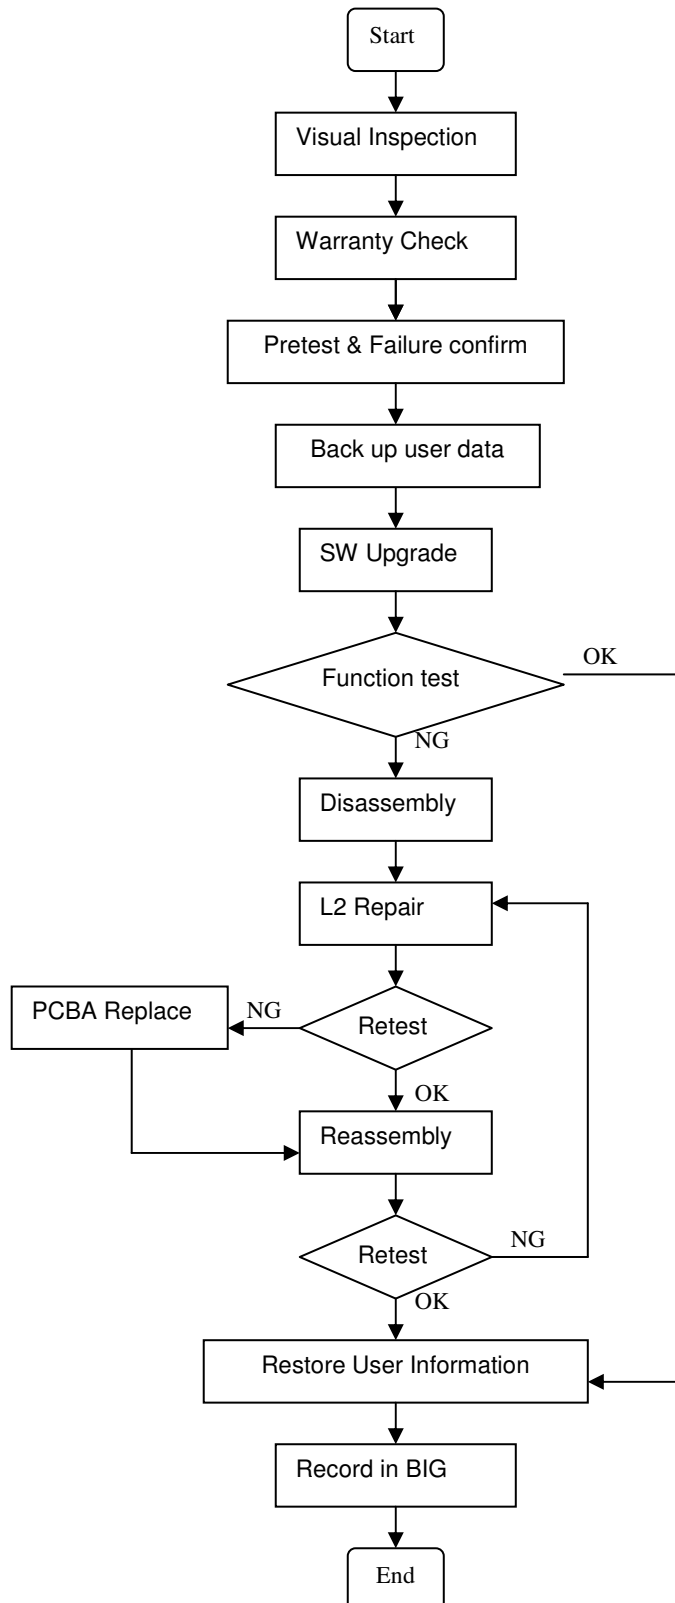 Start
Visual Inspection
Warranty Check
Pretest & Failure confirm
Back up user data
SW Upgrade
Function test
OK
NG
Disassembly
L2 Repair
PCBA Replace
NG
Retest
OK
Reassembly
Retest
NG
OK
Restore User Information
Record in BIG
End